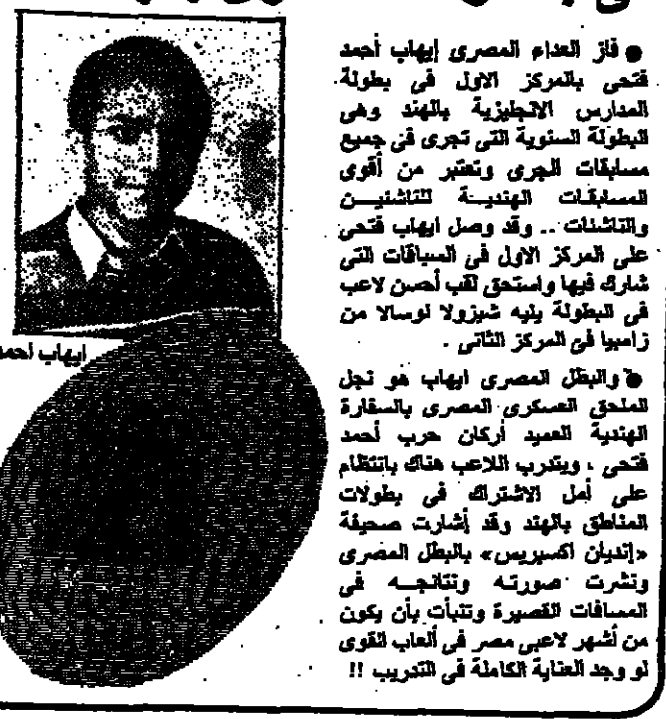 ● فاز العداء المصرى إيهاب أحمد
فتحى بالمركز الاول فى بطولة
المدارس الانجليزية بالهند وهى
البطولة السنوية التى تجرى فى جميع
مسابقات الجرى وتعتبر من أقوى
المسابقات الهندية للناشئين
والناشئات .. وقد وصل ايهاب فتحى
على المركز الاول فى السباقات التى
شارك فيها واستحق لقب أحسن لاعب
فى البطولة يليه شيزولا لوسالا من
زامبيا فى المركز الثانى .
● والبطل المصرى ايهاب هو نجل
الملحق العسكرى المصرى بالسفارة
الهندية العميد أركان حرب أحمد
فتحى ، ويتدرب اللاعب هناك بانتظام
على أمل الاشتراك فى بطولات
المناطق بالهند وقد إشارت صحيفة
«إنديان اكسبريس» بالبطل المصرى
ونشرت صورته ونتائجه فى
المسافات القصيرة وتنبأت بأن يكون
من أشهر لاعبى مصر فى ألعاب القوى
لو وجد العناية الكاملة فى التدريب !!
ايهاب احمد